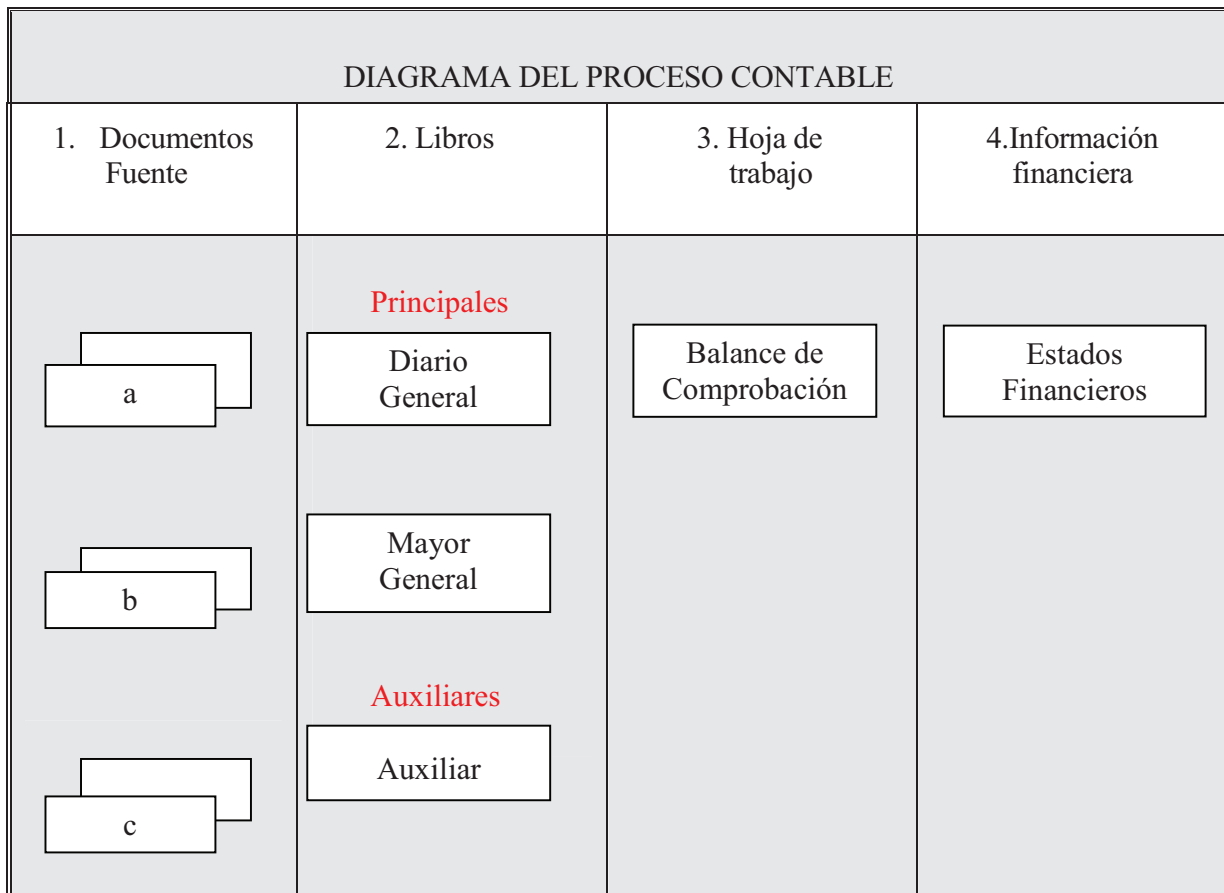 DIAGRAMA DEL PROCESO CONTABLE
1. Documentos
Fuente
2. Libros
3. Hoja de
trabajo
4.Información
financiera
a
b
c
Principales
Diario
General
Mayor
General
Auxiliares
Auxiliar
Balance de
Comprobación
Estados
Financieros